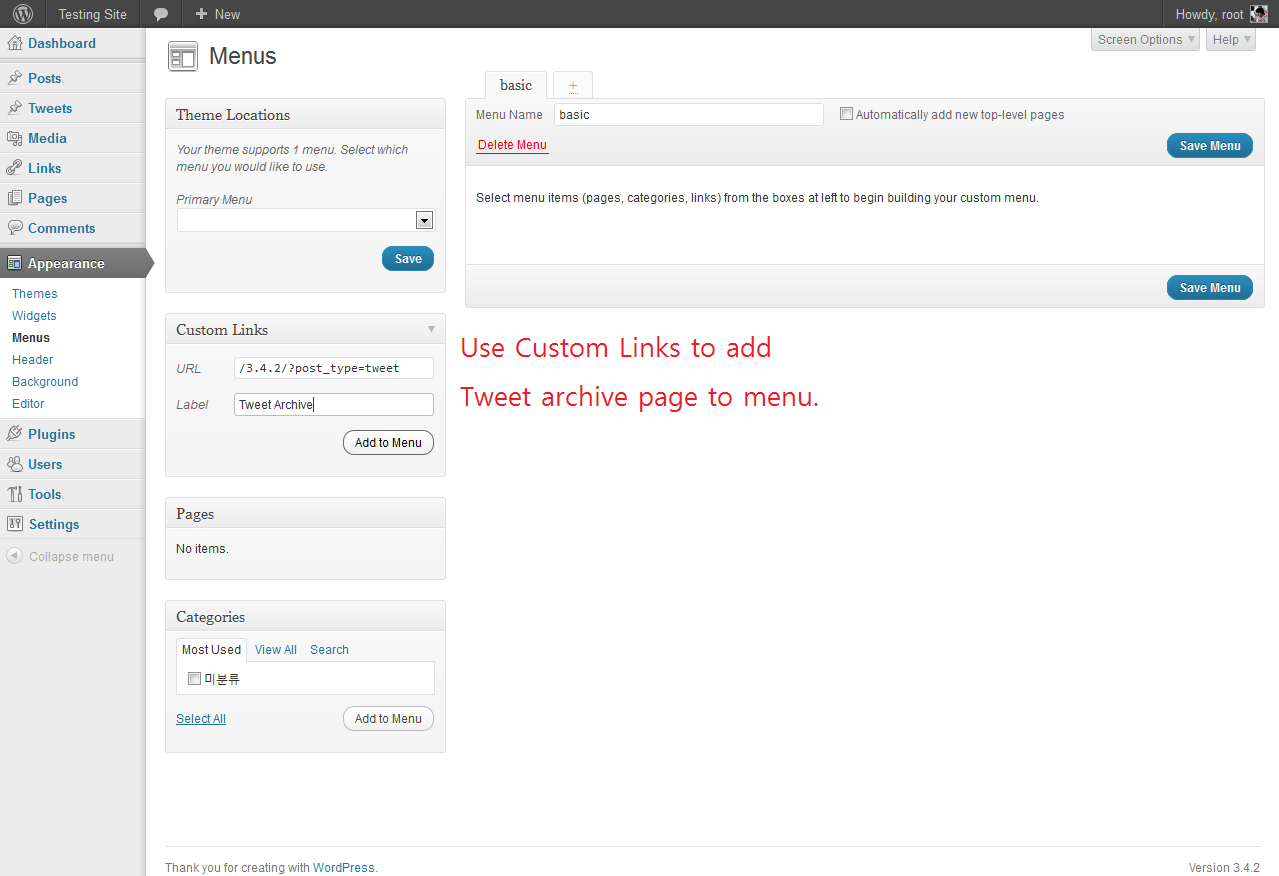 Testing Site New Howdy, root
Screen Options Help
Dashboard
Posts
Tweets
Media
Links
Pages
Comments
Appearance
Themes
Widgets
Menus
Header
Background
Editor
Plugins
Users
Tools
Settings
Collapse menu
Menus
Theme Locations
Your theme supports 1 menu. Select which
menu you would like to use.
Primary Menu
Save
Custom Links
URL /3.4.2/?post_type=tweet
Label Tweet Archive
Add to Menu
Pages
No items.
Categories
Most Used View All Search
미분류
Select All Add to Menu
basic +
Menu Name basic Automatically add new top-level pages
Delete Menu Save Menu
Select menu items (pages, categories, links) from the boxes at left to begin building your custom menu.
Save Menu
Use Custom Links to add
Tweet archive page to menu.
Thank you for creating with WordPress. Version 3.4.2